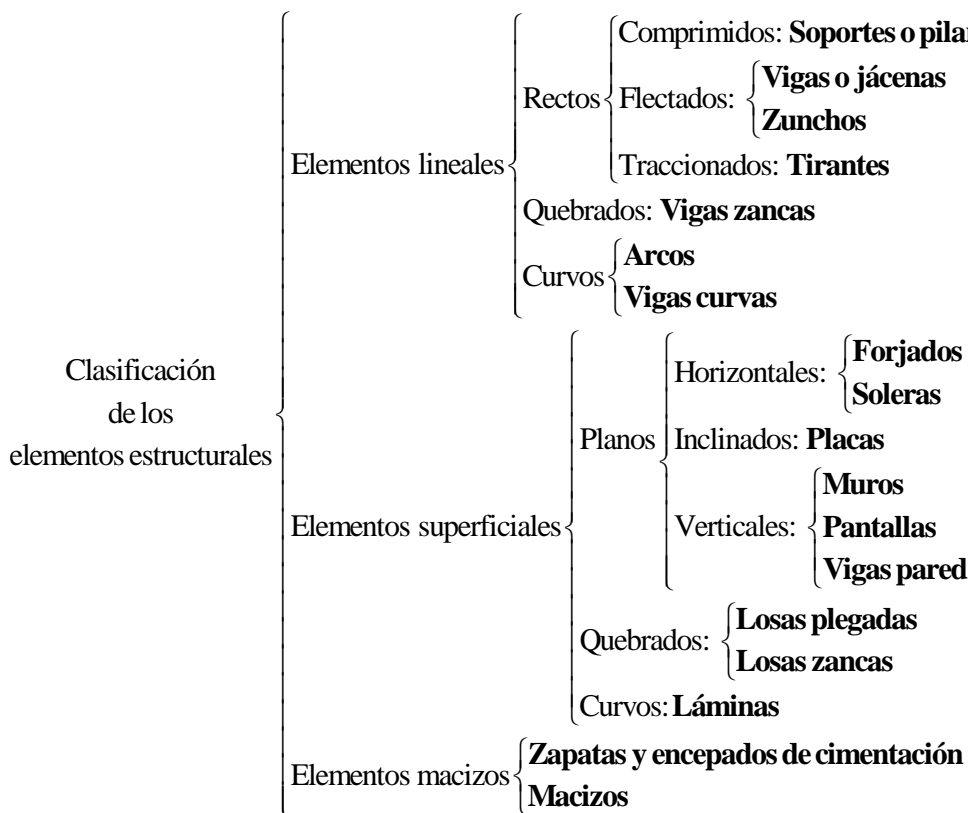 Clasificación
de los
elementos estructurales
Elementos lineales
Rectos
Comprimidos: Soportes o
Flectados:
Vigas o jácenas
Zunchos
Traccionados: Tirantes
Quebrados: Vigas zancas
Curvos
Arcos
Vigas curvas
Elementos superficiales
Planos
Horizontales:
Forjados
Soleras
Inclinados: Placas
Verticales:
Muros
Pantallas
Vigas pared
Quebrados:
Losas plegadas
Losas zancas
Curvos: Láminas
Elementos macizos
Zapatas y encepados de cimentación
Macizos